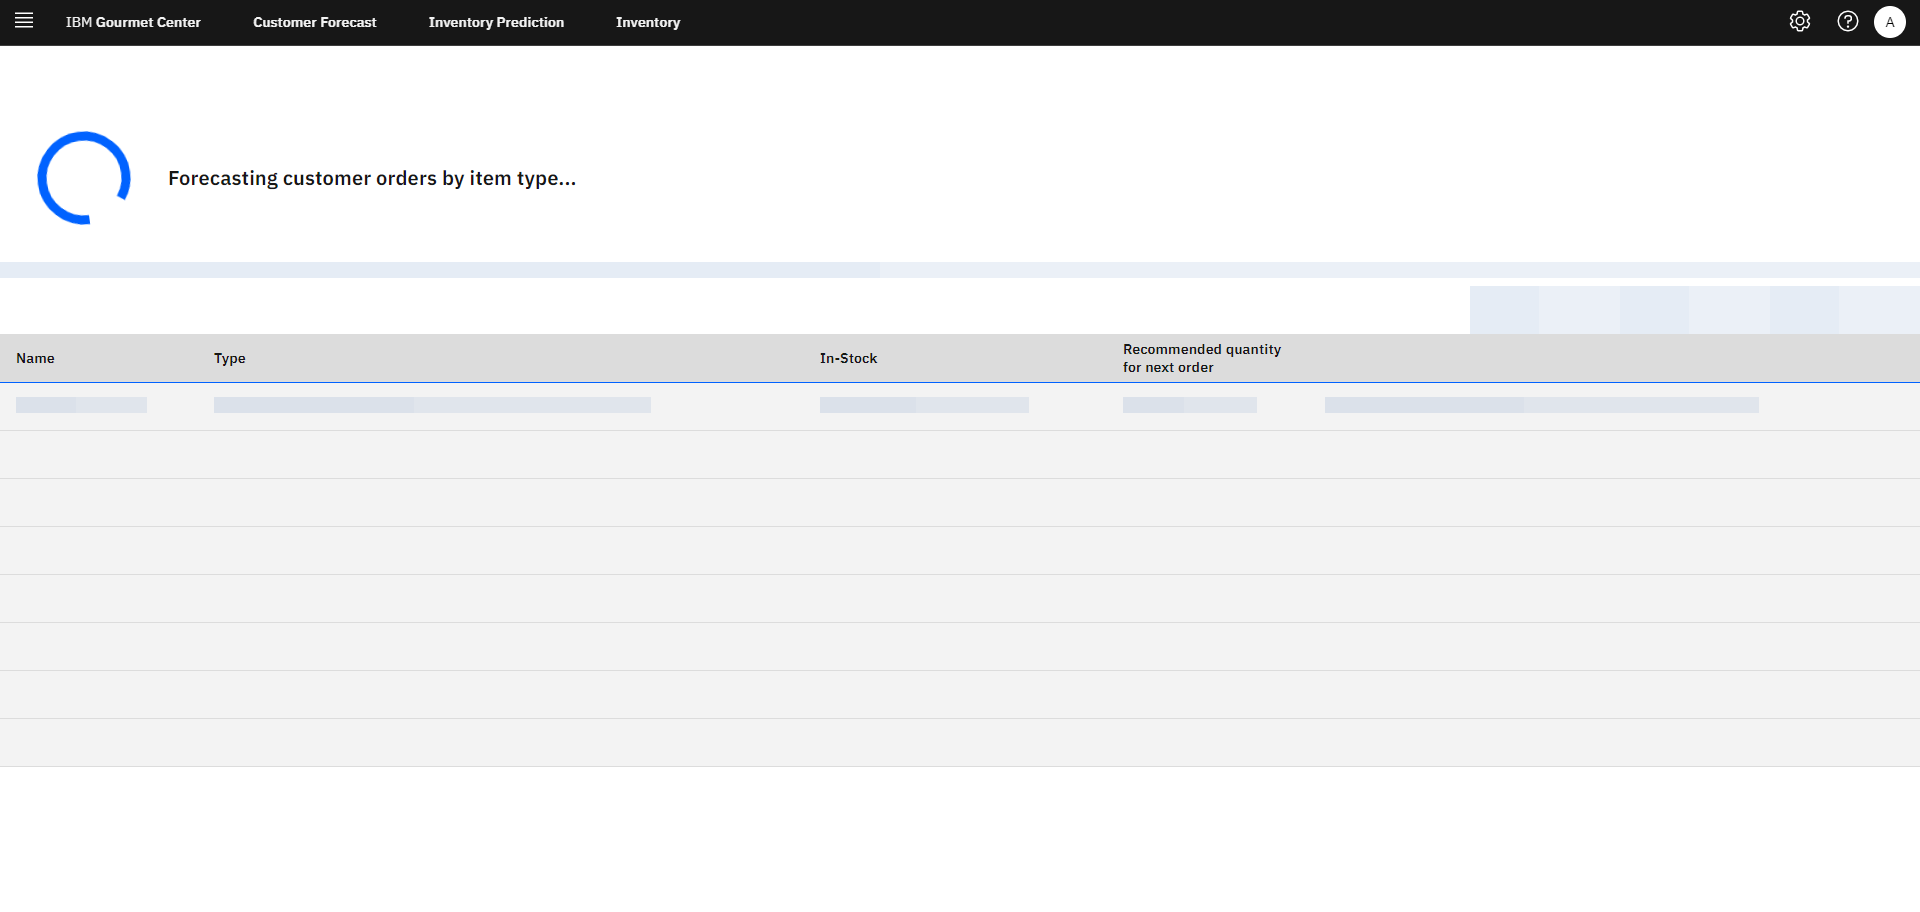 IBM Gourmet Center Customer Forecast Inventory Prediction Inventory A
Forecasting customer orders by item type...
Name Type In-Stock Recommended quantity
for next order